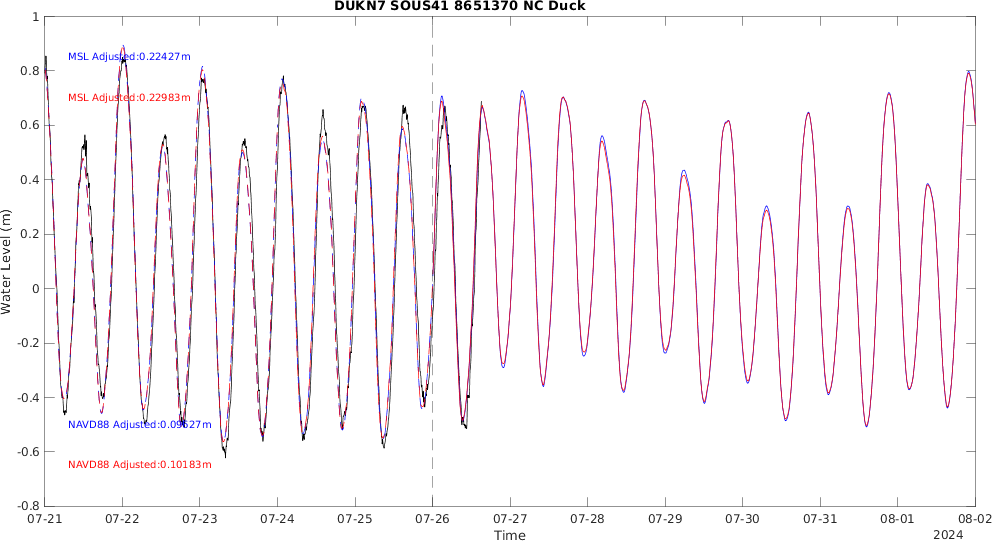 DUKN7 SOUS41 8651370 NC Duck
1
0.8
0.6
0.4
0.2
0
-0.2
-0.4
-0.6
-0.8
Water Level (m)
MSL Adjusted:0.22427m
MSL Adjusted:0.22983m
NAVD88 Adjusted:0.09627m
NAVD88 Adjusted:0.10183m
07-21 07-22 07-23 07-24 07-25 07-26 07-27 07-28 07-29 07-30 07-31 08-01 08-02
Time
2024